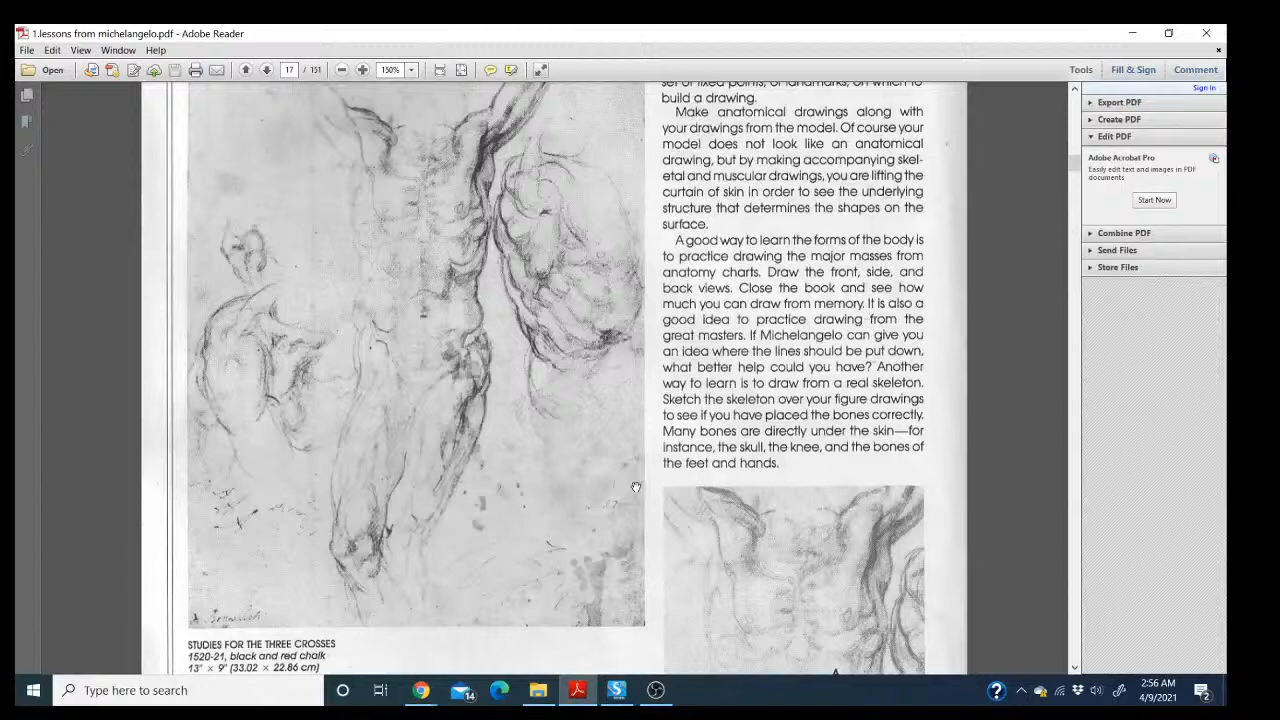 1.lessons from michelangelo.pdf - Adobe Reader
File Edit View Window Help
Open 17 / 151 150% Tools Fill & Sign Comment
Sign In
Export PDF
Create PDF
Edit PDF
Adobe Acrobat Pro
Easily edit text and images in PDF
documents
Start Now
Combine PDF
Send Files
Store Files
set of fixed points, or landmarks, on which to
build a drawing.
Make anatomical drawings along with
your drawings from the model. Of course your
model does not look like an anatomical
drawing, but by making accompanying skel-
etal and muscular drawings, you are lifting the
curtain of skin in order to see the underlying
structure that determines the shapes on the
surface.
A good way to learn the forms of the body is
to practice drawing the major masses from
anatomy charts. Draw the front, side, and
back views. Close the book and see how
much you can draw from memory. It is also a
good idea to practice drawing from the
great masters. If Michelangelo can give you
an idea where the lines should be put down,
what better help could you have? Another
way to learn is to draw from a real skeleton.
Sketch the skeleton over your figure drawings
to see if you have placed the bones correctly.
Many bones are directly under the skin—for
instance, the skull, the knee, and the bones of
the feet and hands.
STUDIES FOR THE THREE CROSSES
1520-21, black and red chalk
13" × 9" (33.02 × 22.86 cm)
Type here to search
14
2:56 AM
4/9/2021
2